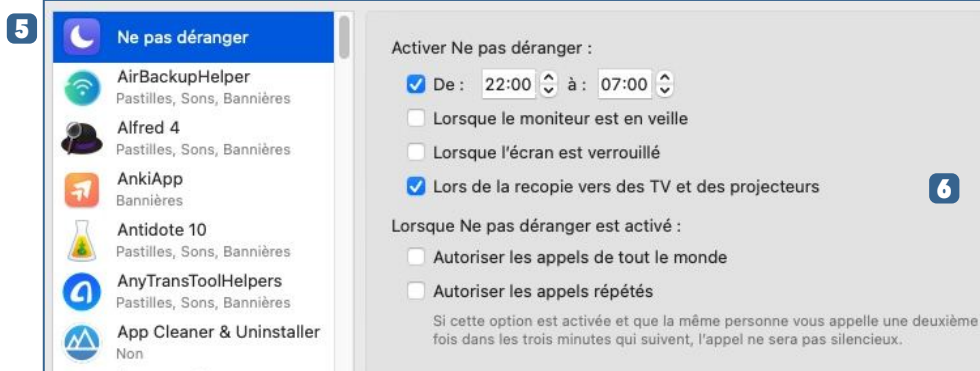 5
Ne pas déranger
AirBackupHelper
Pastilles, Sons, Bannières
Alfred 4
Pastilles, Sons, Bannières
AnkiApp
Bannières
Antidote 10
Pastilles, Sons, Bannières
AnyTransToolHelpers
Pastilles, Sons, Bannières
App Cleaner & Uninstaller
Non
Activer Ne pas déranger :
De : 22:00 à : 07:00
Lorsque le moniteur est en veille
Lorsque l'écran est verrouillé
Lors de la recopie vers des TV et des projecteurs
6
Lorsque Ne pas déranger est activé :
Autoriser les appels de tout le monde
Autoriser les appels répétés
Si cette option est activée et que la même personne vous appelle une deuxième
fois dans les trois minutes qui suivent, l'appel ne sera pas silencieux.